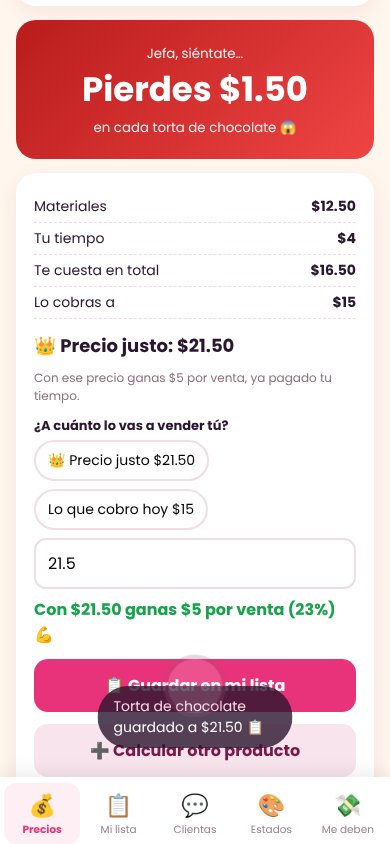 Jefa, siéntate…
Pierdes $1.50
en cada torta de chocolate 😱
Materiales $12.50
Tu tiempo $4
Te cuesta en total $16.50
Lo cobras a $15
👑 Precio justo: $21.50
Con ese precio ganas $5 por venta, ya pagado tu
tiempo.
¿A cuánto lo vas a vender tú?
👑 Precio justo $21.50
Lo que cobro hoy $15
21.5
Con $21.50 ganas $5 por venta (23%)
💪
📋 Guardar en mi lista
Torta de chocolate
guardado a $21.50 📋
➕ Calcular otro producto
💰 📋 💬 🎨 💸
Precios Mi lista Clientas Estados Me deben